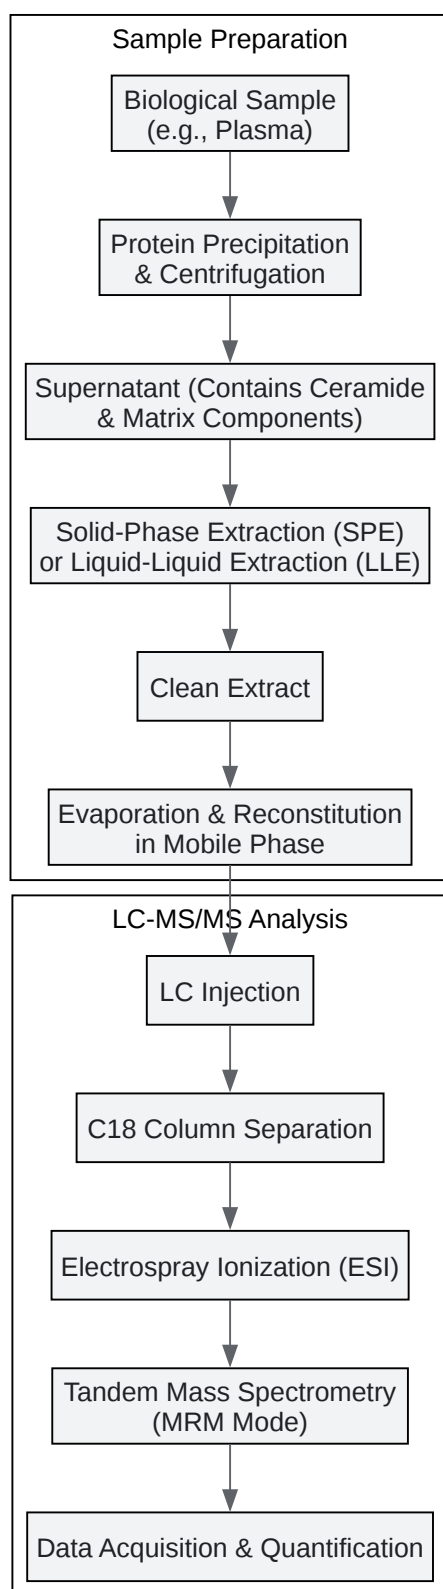 Sample Preparation
Biological Sample
(e.g., Plasma)
Protein Precipitation
& Centrifugation
Supernatant (Contains Ceramide
& Matrix Components)
Solid-Phase Extraction (SPE)
or Liquid-Liquid Extraction (LLE)
Clean Extract
Evaporation & Reconstitution
in Mobile Phase
LC-MS/MS Analysis
LC Injection
C18 Column Separation
Electrospray Ionization (ESI)
Tandem Mass Spectrometry
(MRM Mode)
Data Acquisition & Quantification